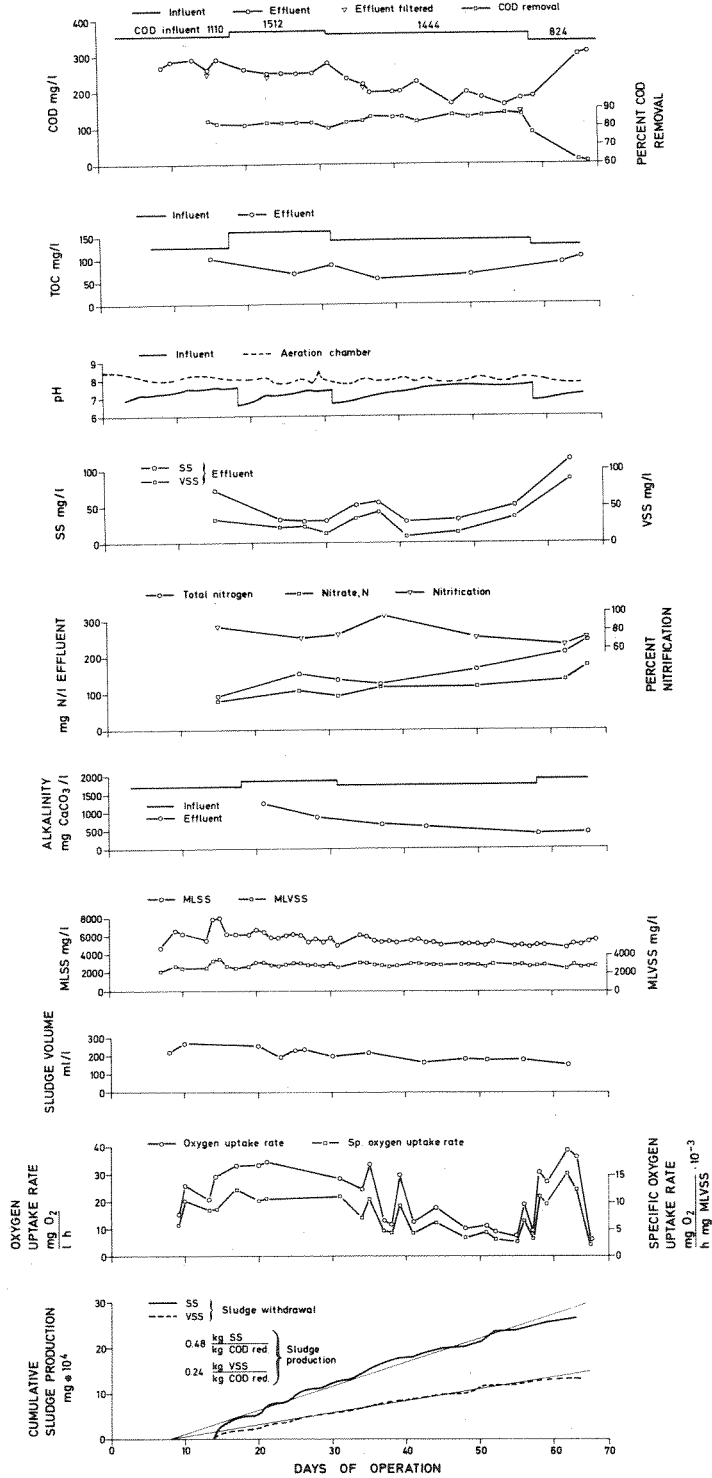 Influent Effluent Effluent filtered COD removal
COD influent 1110 1512 1444 824
400
300
200
100
0
COD mg/l
90
80
70
60
PERCENT COD
REMOVAL
Influent Effluent
150
100
50
0
TOC mg/l
Influent Aeration chamber
9
8
7
6
pH
SS
VSS
Effluent
100
50
0
SS mg/l
100
50
0
VSS mg/l
Total nitrogen Nitrate, N Nitrification
300
200
100
0
mg N/l EFFLUENT
100
80
60
PERCENT
NITRIFICATION
2000
1500
1000
500
0
ALKALINITY
mg CaCO3/l
Influent
Effluent
MLSS MLVSS
8000
6000
4000
2000
0
MLSS mg/l
4000
2000
0
MLVSS mg/l
300
200
100
0
SLUDGE VOLUME
ml/l
Oxygen uptake rate Sp. oxygen uptake rate
40
30
20
10
0
OXYGEN
UPTAKE RATE
mg O2
l h
15
10
5
0
SPECIFIC OXYGEN
UPTAKE RATE
mg O2
h mg MLVSS
· 10-3
SS
VSS
Sludge withdrawal
0.48 kg SS
kg COD red.
0.24 kg VSS
kg COD red.
Sludge
production
30
20
10
0
CUMULATIVE
SLUDGE PRODUCTION
mg * 10^4
0 10 20 30 40 50 60 70
DAYS OF OPERATION